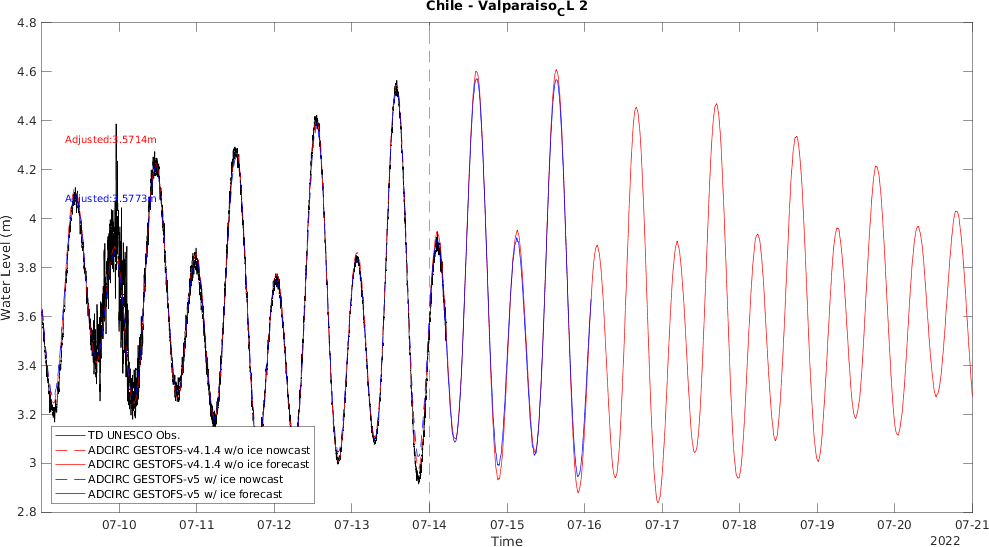 Chile - Valparaiso_CL 2
4.8
4.6
4.4
4.2
4
3.8
3.6
3.4
3.2
3
2.8
Water Level (m)
Adjusted:3.5714m
Adjusted:3.5773m
TD UNESCO Obs.
ADCIRC GESTOFS-v4.1.4 w/o ice nowcast
ADCIRC GESTOFS-v4.1.4 w/o ice forecast
ADCIRC GESTOFS-v5 w/ ice nowcast
ADCIRC GESTOFS-v5 w/ ice forecast
07-10 07-11 07-12 07-13 07-14 07-15 07-16 07-17 07-18 07-19 07-20 07-21
Time
2022